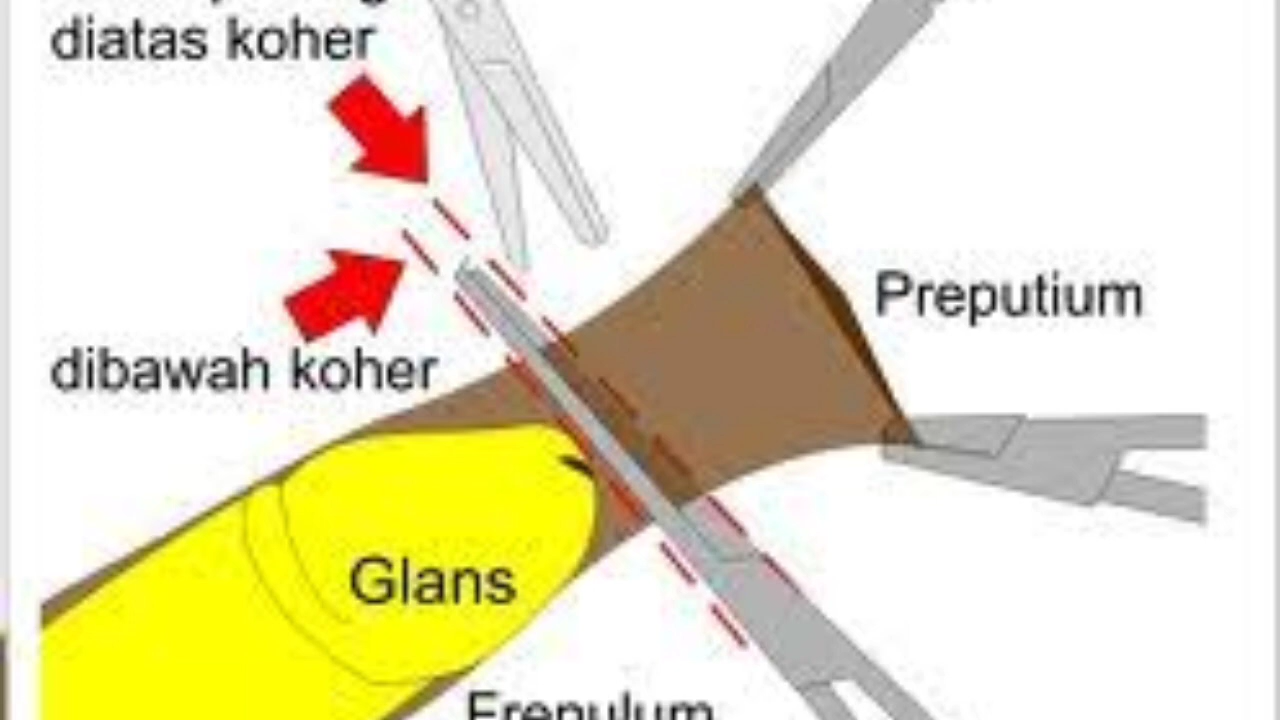 diatas koher
Preputium
dibawah koher
Glans
Frenulum